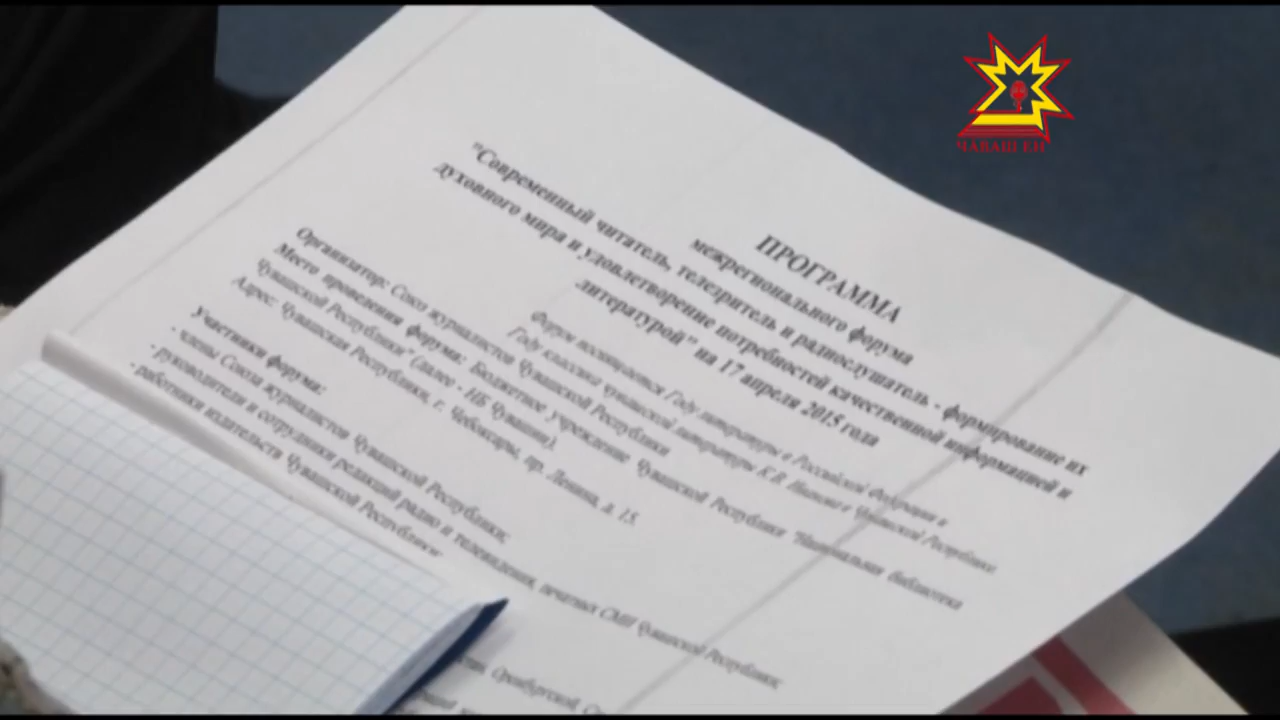 ЧӐВАШ ЕН
ПРОГРАММА
межрегионального форума
"Современный читатель, телезритель и радиослушатель - формирование их
духовного мира и удовлетворение потребностей качественной информацией и
литературой" на 17 апреля 2015 года
Форум посвящается Году литературы в Российской Федерации и
Году классика чувашской литературы К.В. Иванова в Чувашской Республике
Организатор: Союз журналистов Чувашской Республики
Место проведения форума: Бюджетное учреждение Чувашской Республики "Национальная библиотека
Чувашской Республики" (далее - НБ Чувашии),
Адрес: Чувашская Республика, г. Чебоксары, пр. Ленина, д. 15.
Участники форума:
- члены Союза журналистов Чувашской Республики;
- руководители и сотрудники редакций радио и телевидения, печатных СМИ Чувашской Республики;
- работники издательств Чувашской Республики;
Оренбургской,